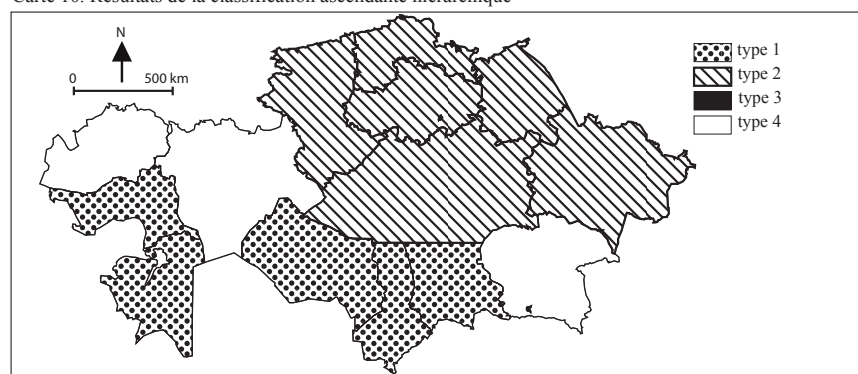 Carte 10. Résultats de la classification ascendante hiérarchique
N
0 500 km
type 1
type 2
type 3
type 4